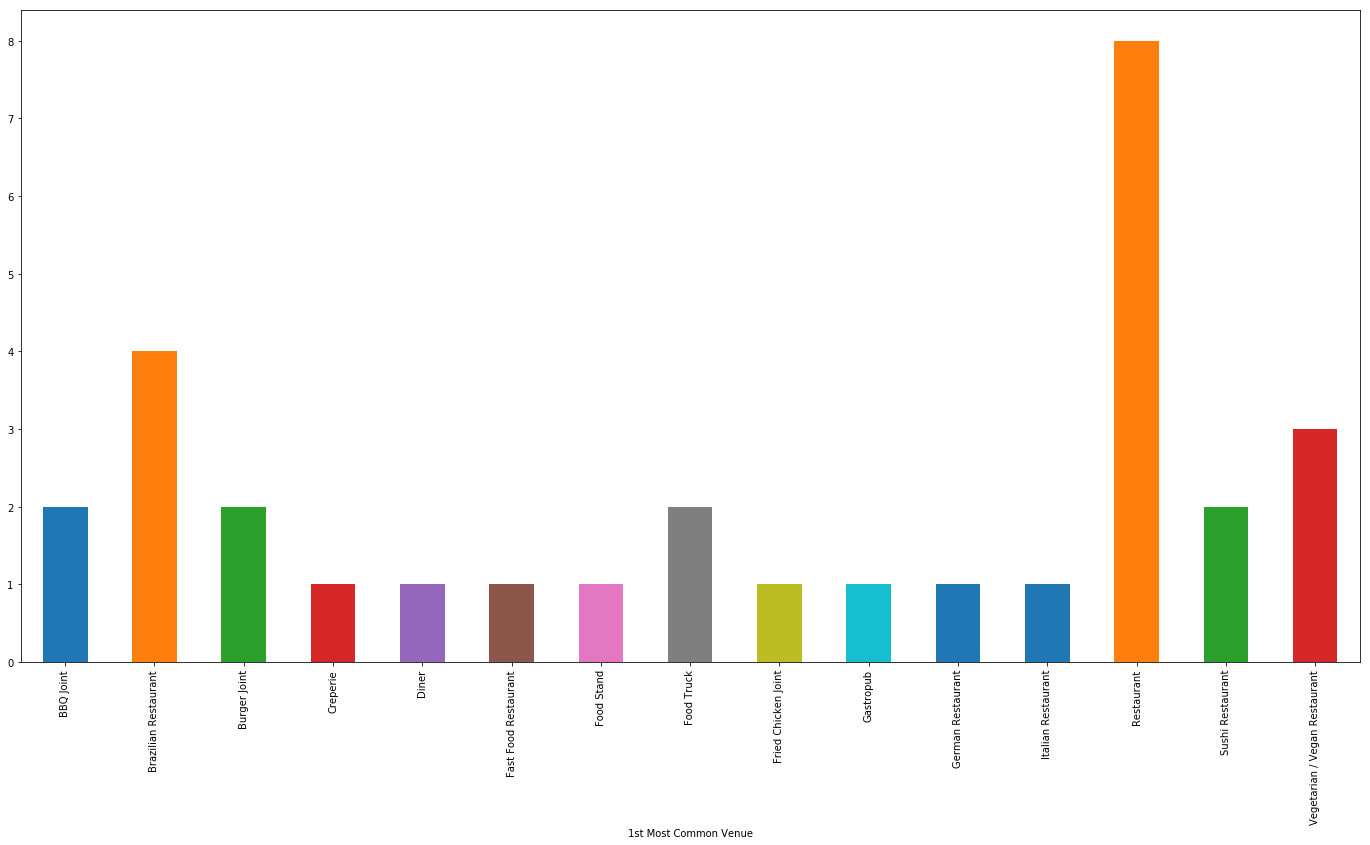 8
7
6
5
4
3
2
1
0
BBQ Joint
Brazilian Restaurant
Burger Joint
Creperie
Diner
Fast Food Restaurant
Food Stand
Food Truck
Fried Chicken Joint
Gastropub
German Restaurant
Italian Restaurant
Restaurant
Sushi Restaurant
Vegetarian / Vegan Restaurant
1st Most Common Venue